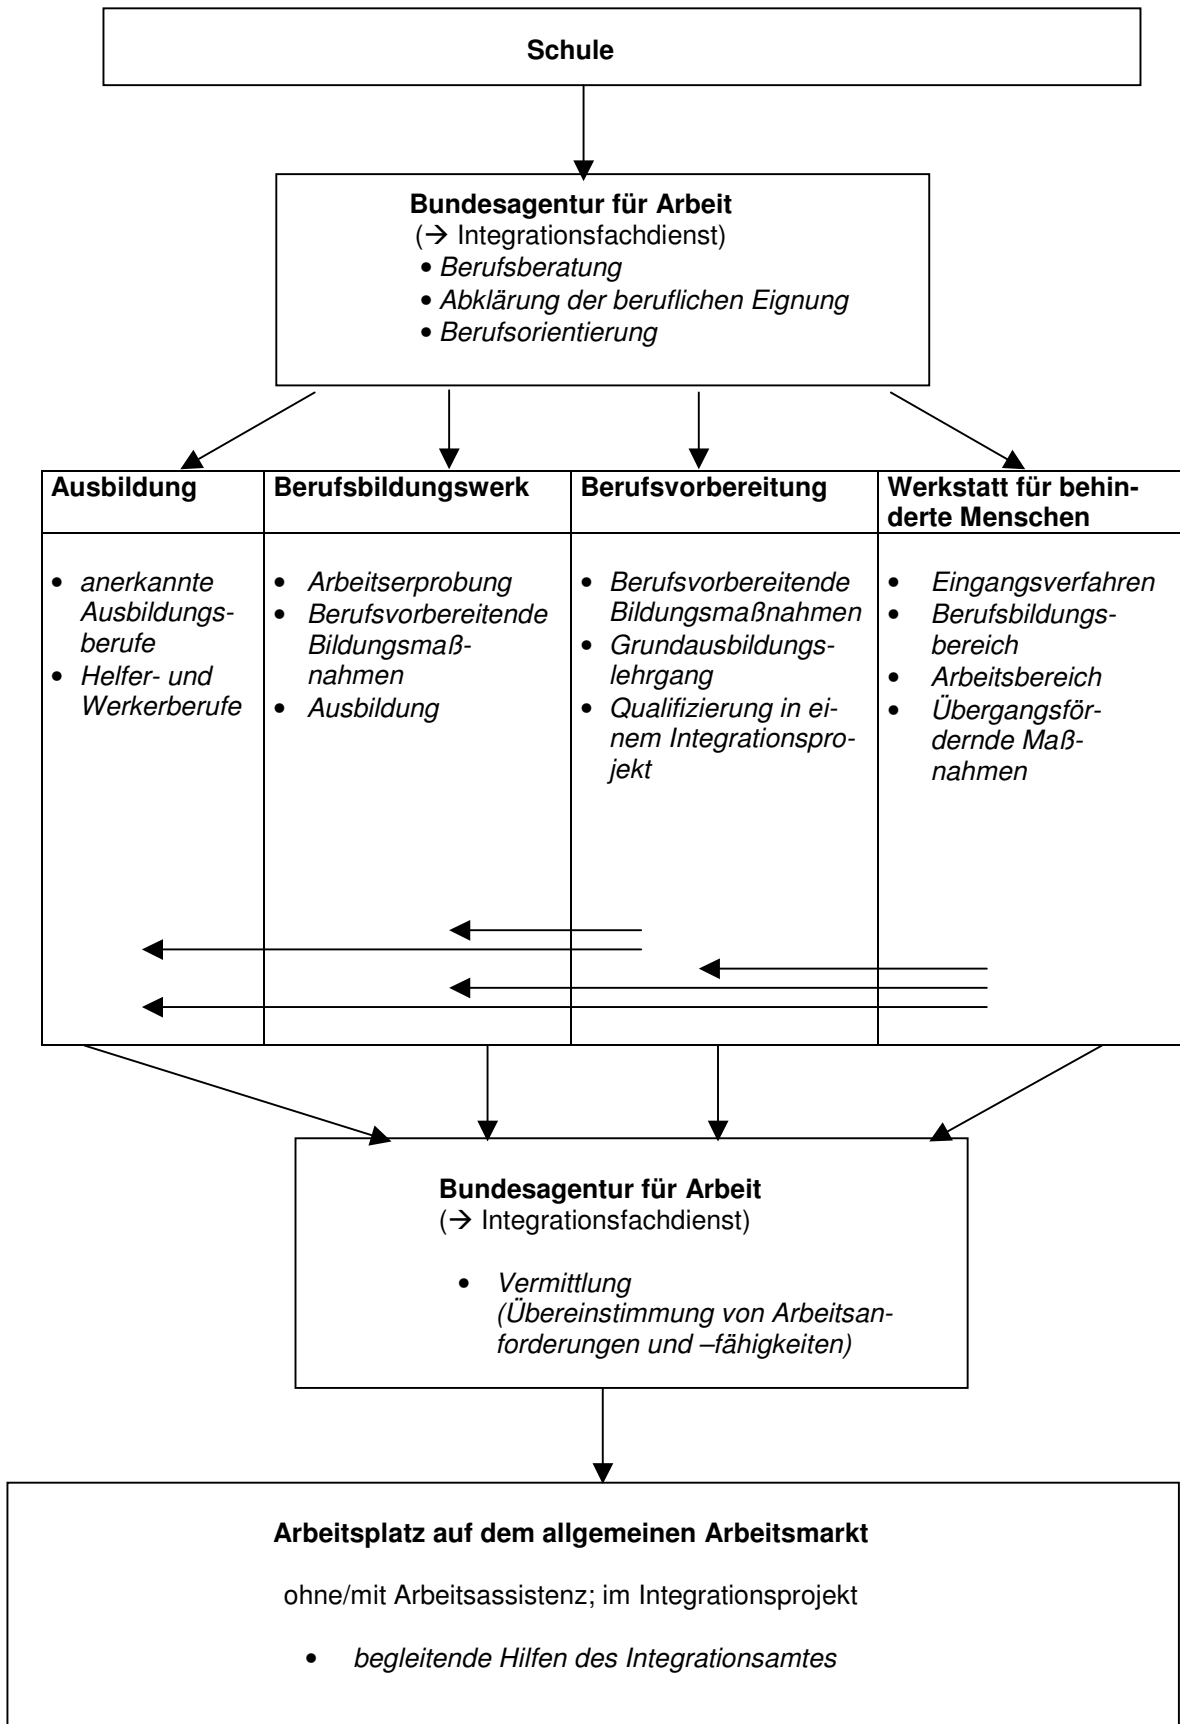 Schule
Bundesagentur für Arbeit
(→ Integrationsfachdienst)
• Berufsberatung
• Abklärung der beruflichen Eignung
• Berufsorientierung
Ausbildung
• anerkannte
Ausbildungs-
berufe
• Helfer- und
Werkerberufe
Berufsbildungswerk
• Arbeitserprobung
• Berufsvorbereitende
Bildungsmaß-
nahmen
• Ausbildung
Berufsvorbereitung
• Berufsvorbereitende
Bildungsmaßnahmen
• Grundausbildungs-
lehrgang
• Qualifizierung in ei-
nem Integrationspro-
jekt
Werkstatt für behin-
derte Menschen
• Eingangsverfahren
• Berufsbildungs-
bereich
• Arbeitsbereich
• Übergangsför-
dernde Maß-
nahmen
Bundesagentur für Arbeit
(→ Integrationsfachdienst)
• Vermittlung
(Übereinstimmung von Arbeitsan-
forderungen und –fähigkeiten)
Arbeitsplatz auf dem allgemeinen Arbeitsmarkt
ohne/mit Arbeitsassistenz; im Integrationsprojekt
• begleitende Hilfen des Integrationsamtes